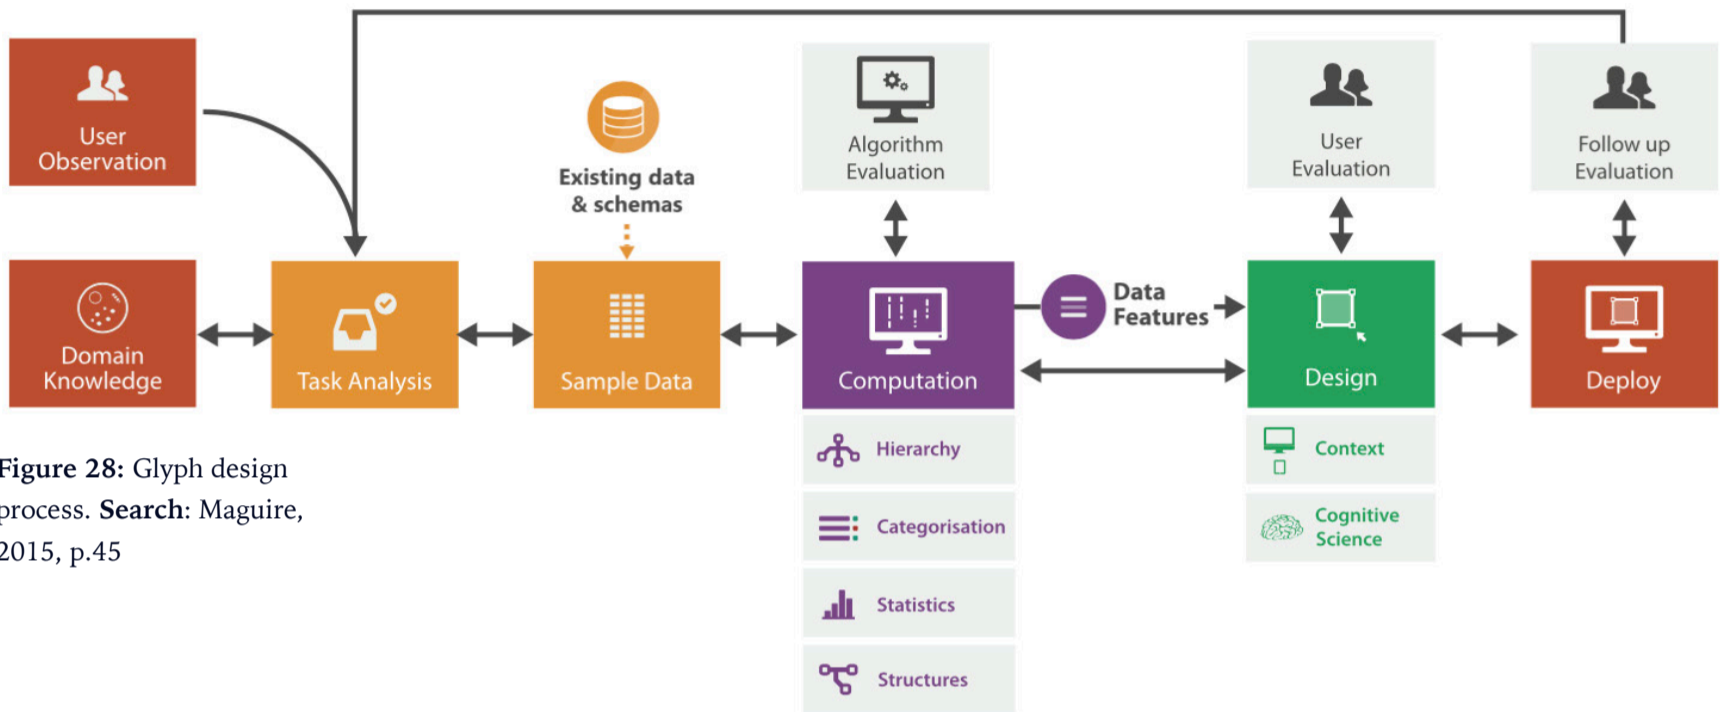 User
Observation
Existing data
& schemas
Algorithm
Evaluation
User
Evaluation
Follow up
Evaluation
Domain
Knowledge
Task Analysis
Sample Data
Computation
Data
Features
Design
Deploy
Hierarchy
Categorisation
Statistics
Structures
Context
Cognitive
Science
Figure 28: Glyph design
process. Search: Maguire,
2015, p.45